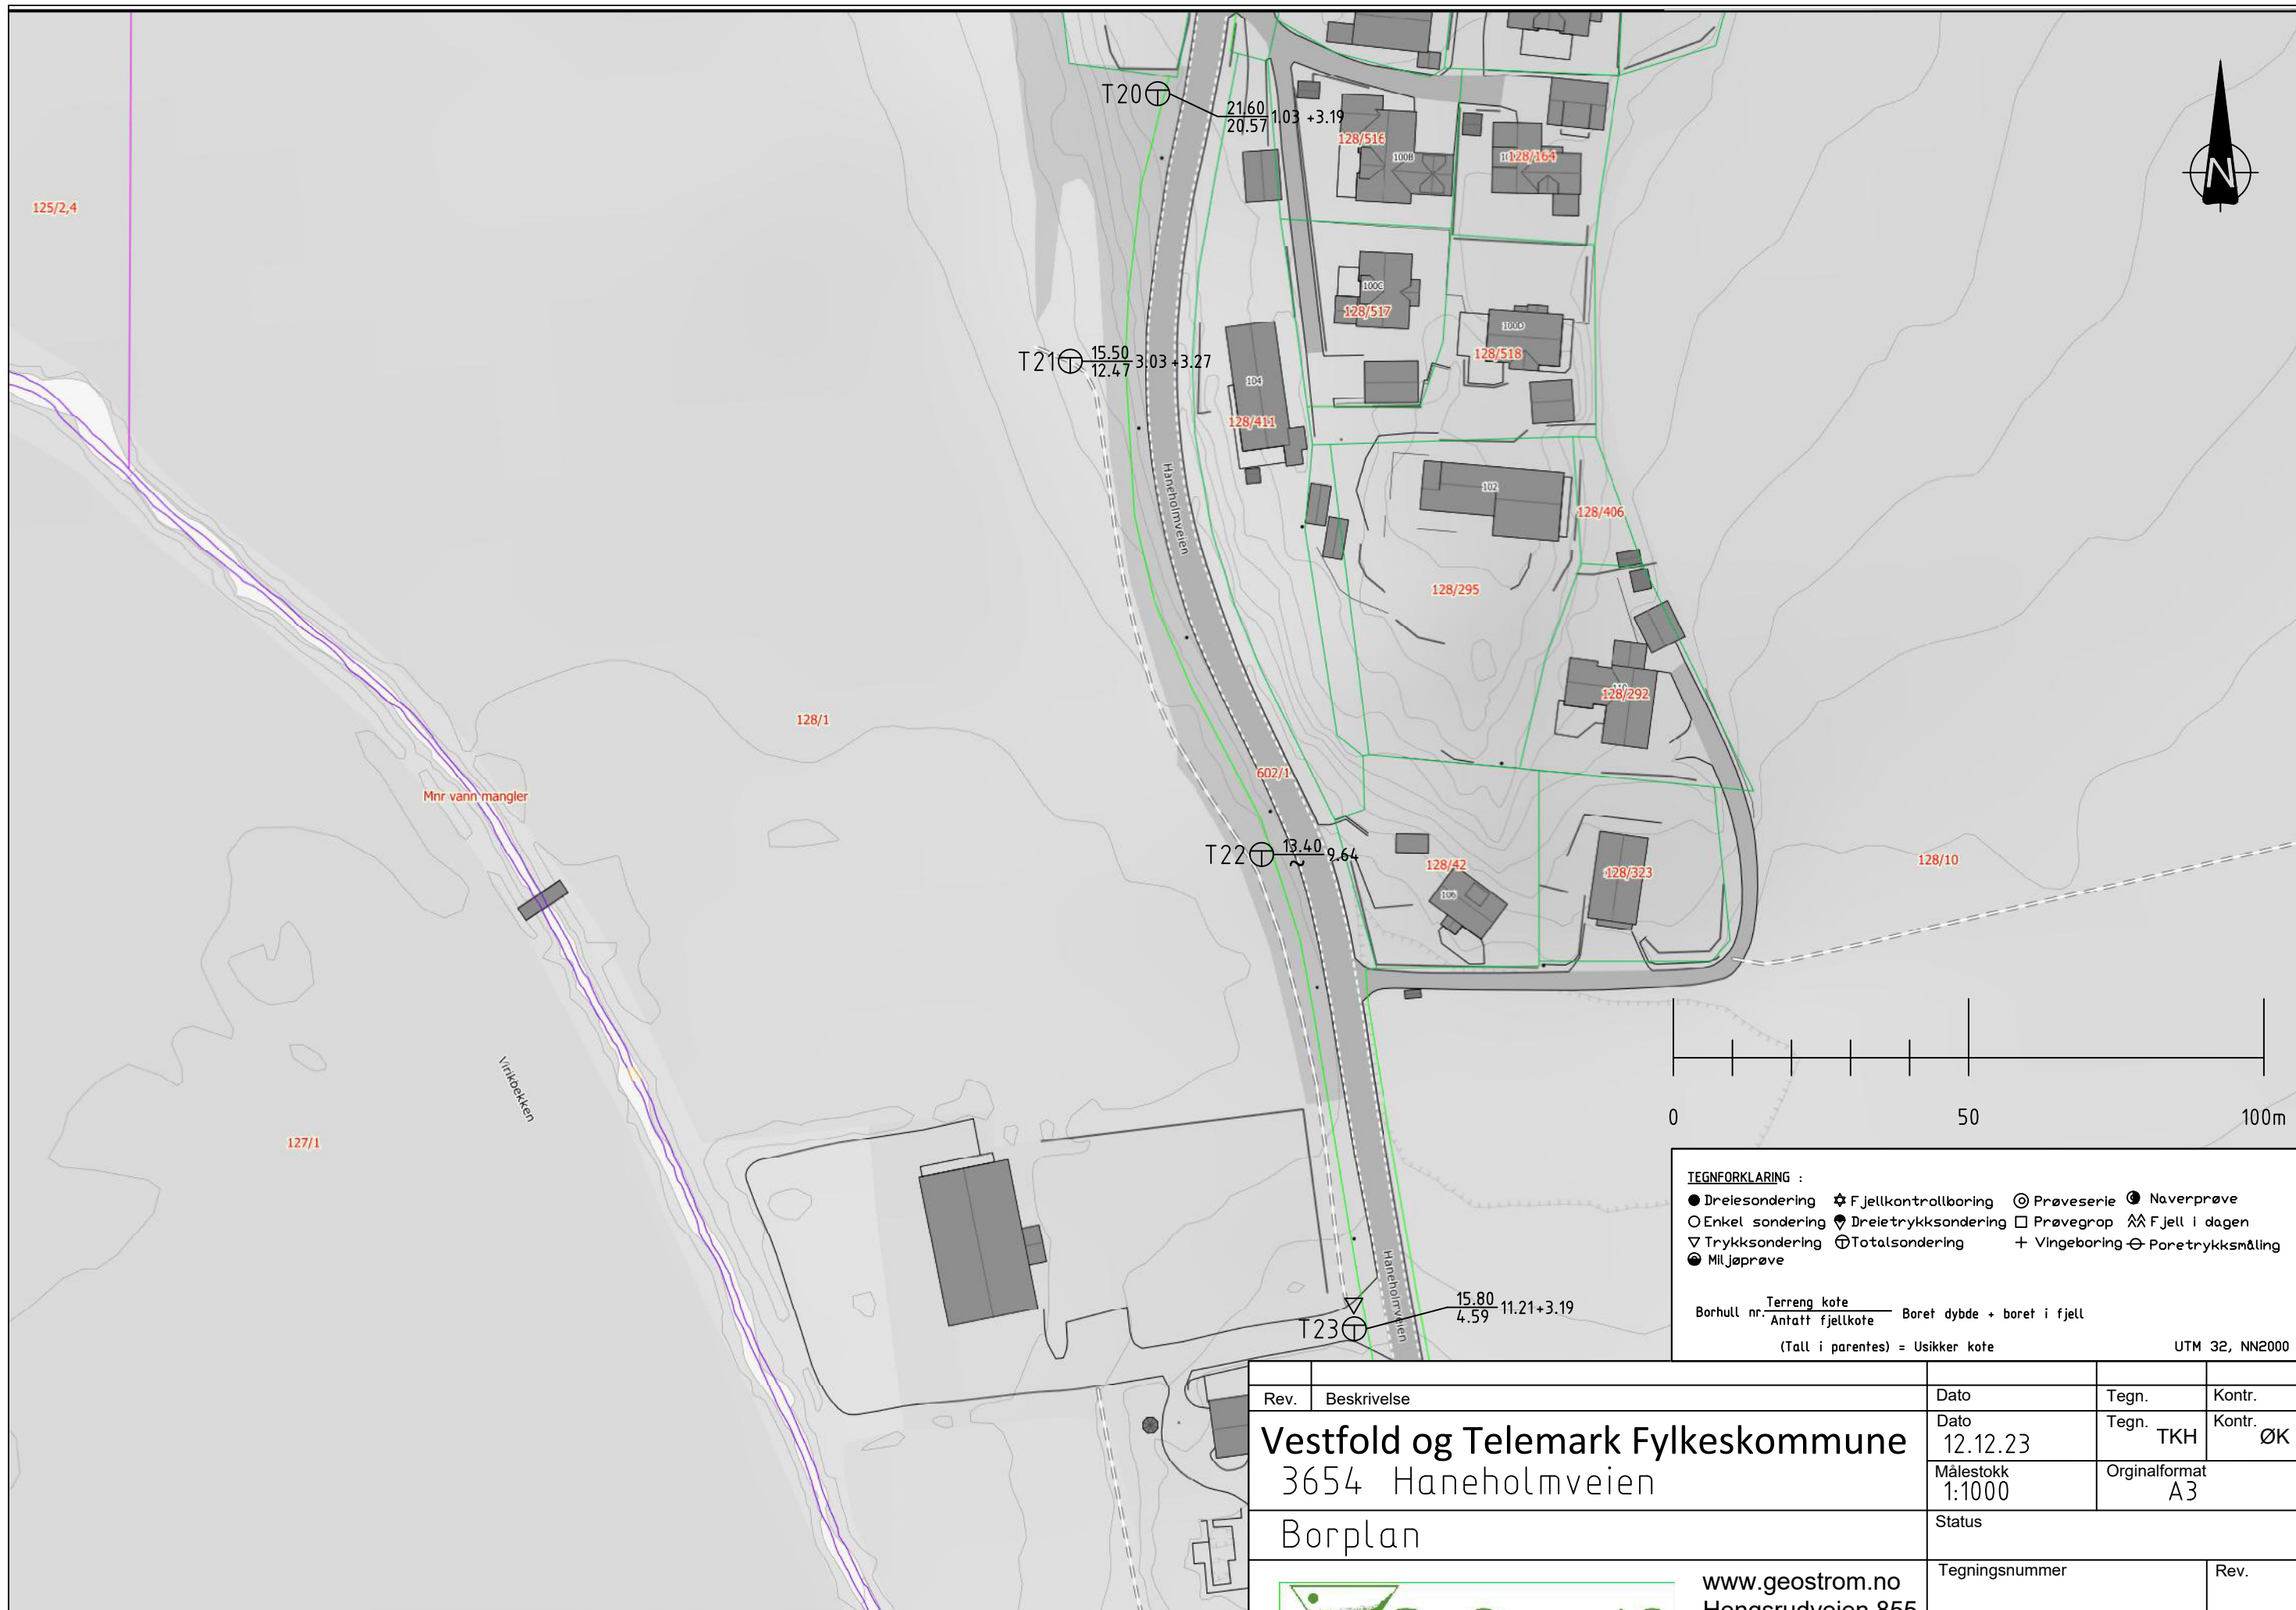 T20
21.60
20.57
1.03 +3.19
128/516
100B
128/164
N
125/2,4
100C
128/517
100D
128/518
T21
15.50
12.47
3.03 +3.27
104
128/411
Haneholmveien
102
128/406
128/295
128/292
128/1
602/1
Mnr vann mangler
T22
13.40
~
9.64
128/42
106
128/323
128/10
Virikbekken
127/1
0 50 100m
Haneholmveien
T23
15.80
4.59
11.21+3.19
TEGNFORKLARING :
Dreiesondering Fjellkontrollboring Prøveserie Naverprøve
Enkel sondering Dreietrykksondering Prøvegrop Fjell i dagen
Trykksondering Totalsondering Vingeboring Poretrykksmåling
Miljøprøve
Borhull nr. Terreng kote
Antatt fjellkote
Boret dybde + boret i fjell
(Tall i parentes) = Usikker kote UTM 32, NN2000
Rev. Beskrivelse Dato Tegn. Kontr.
Vestfold og Telemark Fylkeskommune
3654 Haneholmveien
Dato Tegn. Kontr.
12.12.23 TKH ØK
Målestokk Orginalformat
1:1000 A3
Borplan
Status
Tegningsnummer Rev.
www.geostrom.no
Hengsrudveien 855